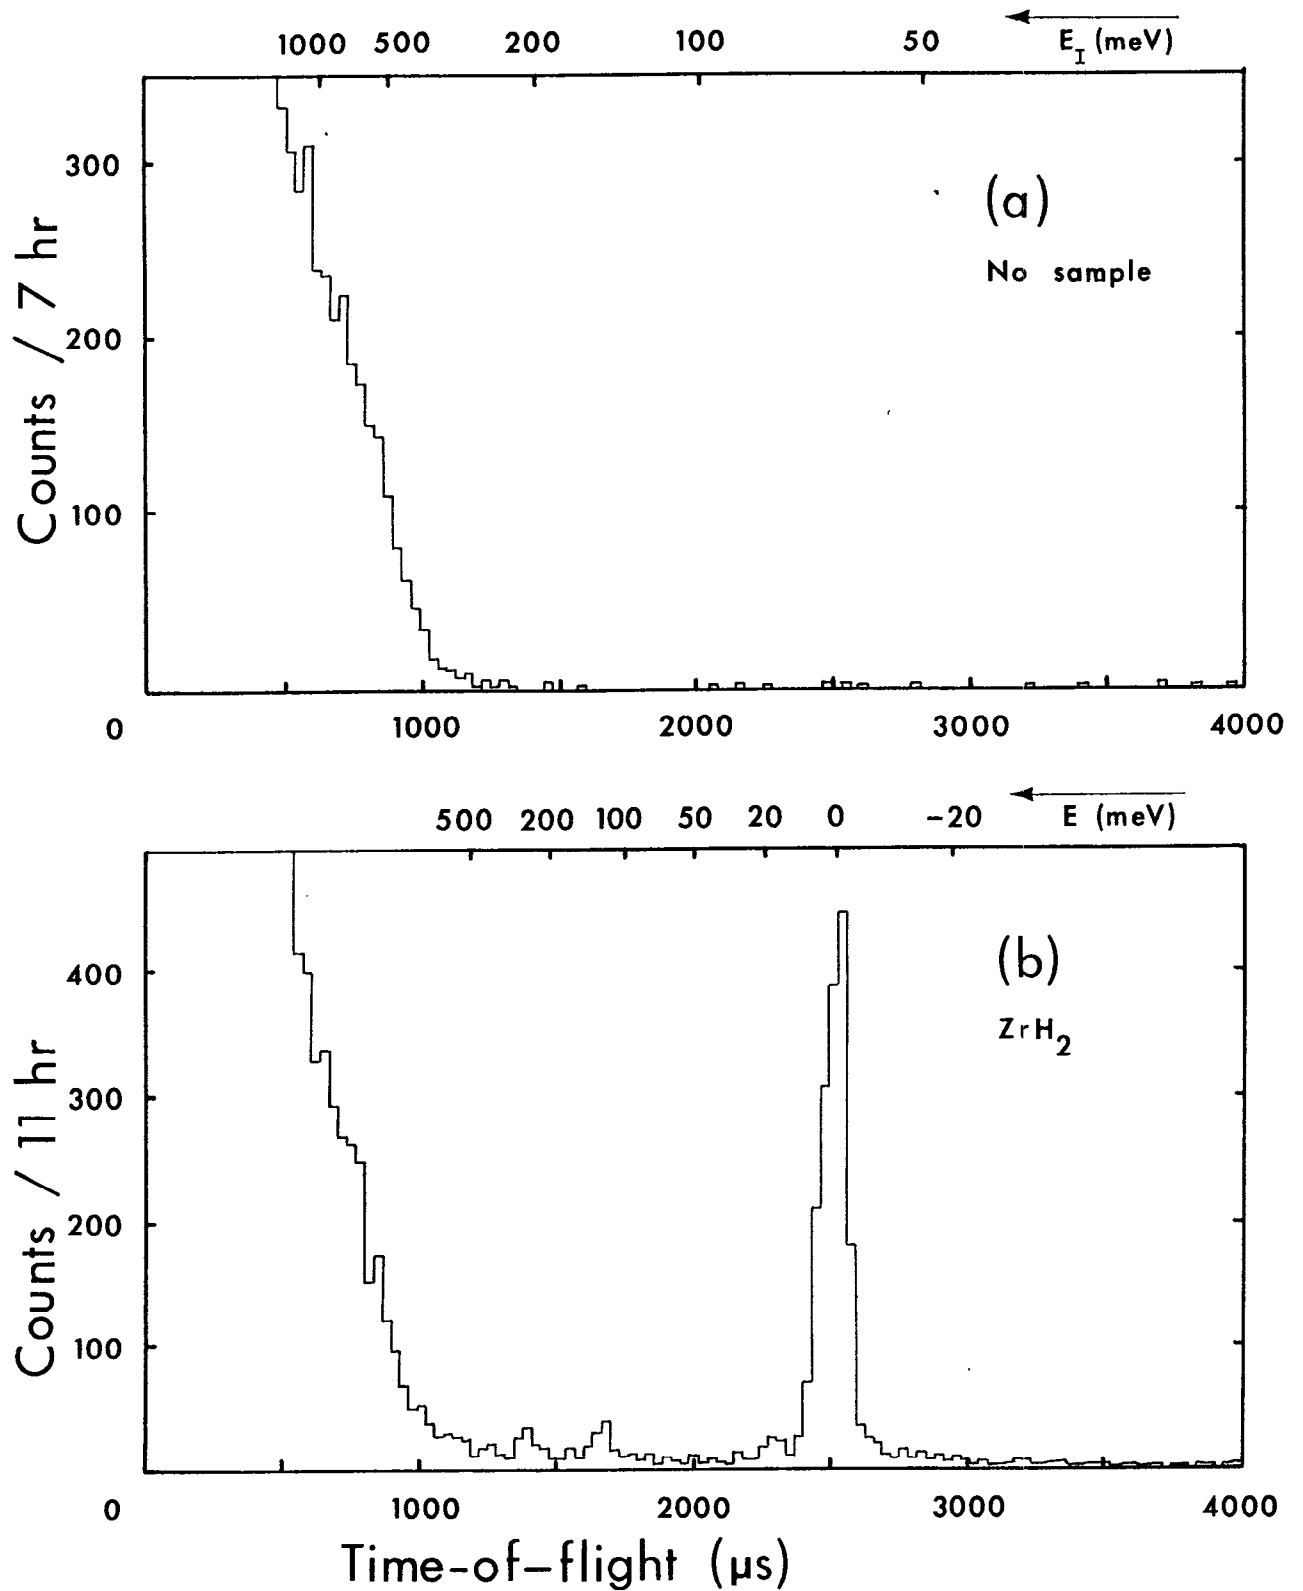 1000 500 200 100 50 E_I (meV)
300
200
100
Counts / 7 hr
(a)
No sample
0 1000 2000 3000 4000
500 200 100 50 20 0 -20 E (meV)
400
300
200
100
Counts / 11 hr
(b)
ZrH2
0 1000 2000 3000 4000
Time-of-flight (μs)